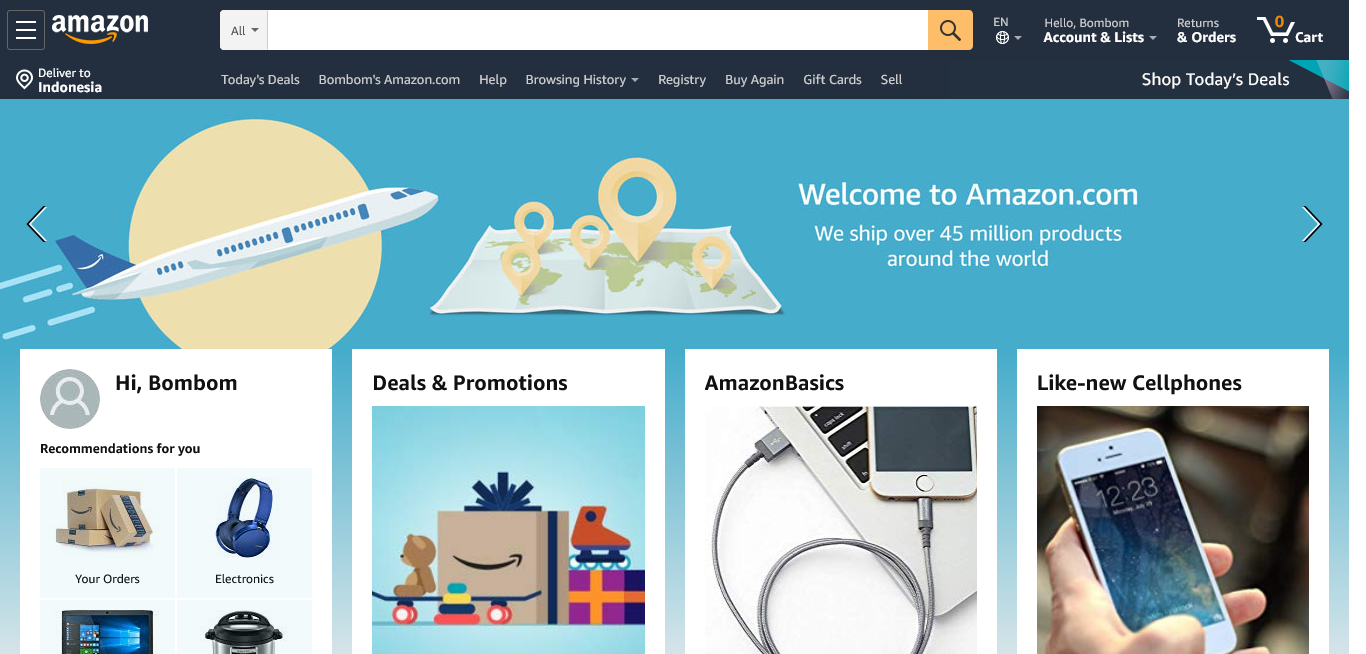 amazon
All
EN
Hello, Bombom
Account & Lists
Returns
& Orders
0
Cart
Deliver to
Indonesia
Today's Deals
Bombom's Amazon.com
Help
Browsing History
Registry
Buy Again
Gift Cards
Sell
Shop Today's Deals
Welcome to Amazon.com
We ship over 45 million products
around the world
Hi, Bombom
Recommendations for you
Your Orders
Electronics
Deals & Promotions
AmazonBasics
caps lock
shift
Like-new Cellphones
12:23